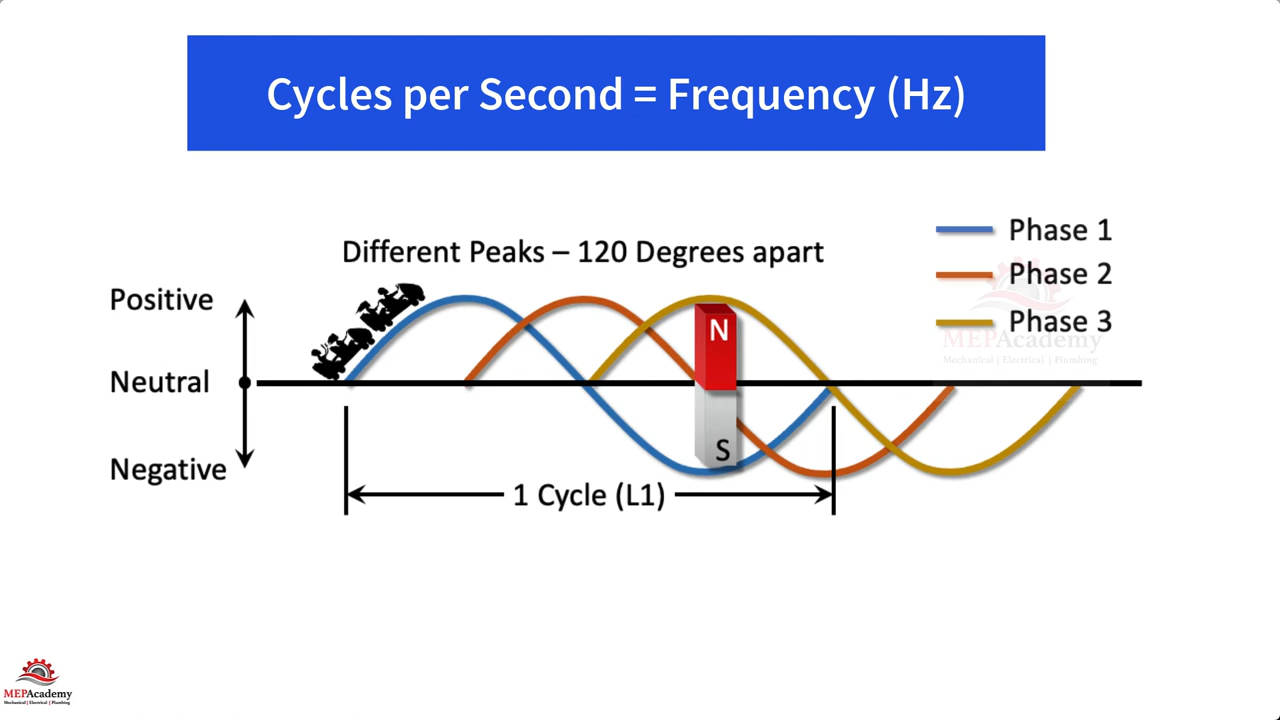 Cycles per Second = Frequency (Hz)
Different Peaks – 120 Degrees apart
Phase 1
Phase 2
Phase 3
MEPAcademy
Mechanical | Electrical | Plumbing
Positive
Neutral
Negative
N
S
1 Cycle (L1)
MEPAcademy
Mechanical | Electrical | Plumbing